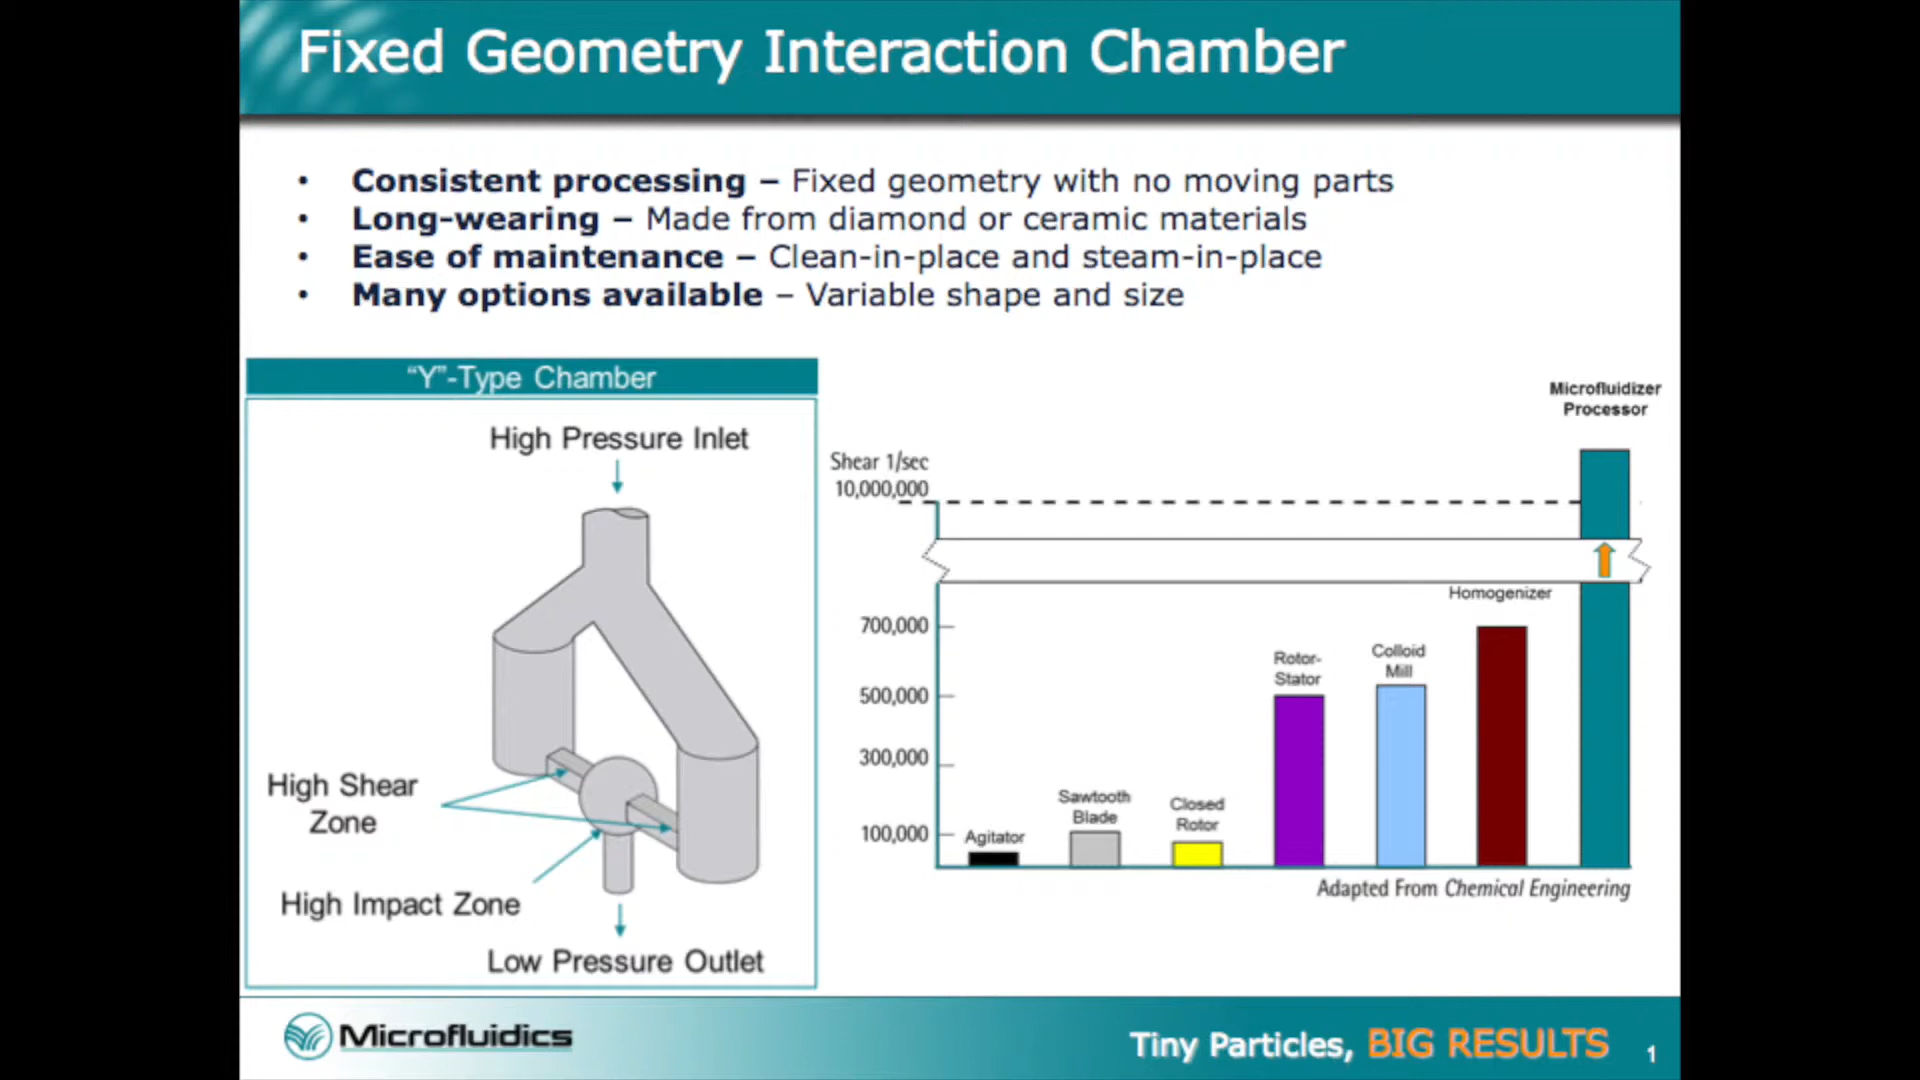 Fixed Geometry Interaction Chamber
• Consistent processing – Fixed geometry with no moving parts
• Long-wearing – Made from diamond or ceramic materials
• Ease of maintenance – Clean-in-place and steam-in-place
• Many options available – Variable shape and size
“Y”-Type Chamber
High Pressure Inlet
High Shear
Zone
High Impact Zone
Low Pressure Outlet
Microfluidizer
Processor
Shear 1/sec
10,000,000
Homogenizer
700,000
Colloid
Mill
Rotor-
Stator
500,000
300,000
Sawtooth
Blade
Closed
Rotor
100,000
Agitator
Adapted From Chemical Engineering
Microfluidics
Tiny Particles, BIG RESULTS
1